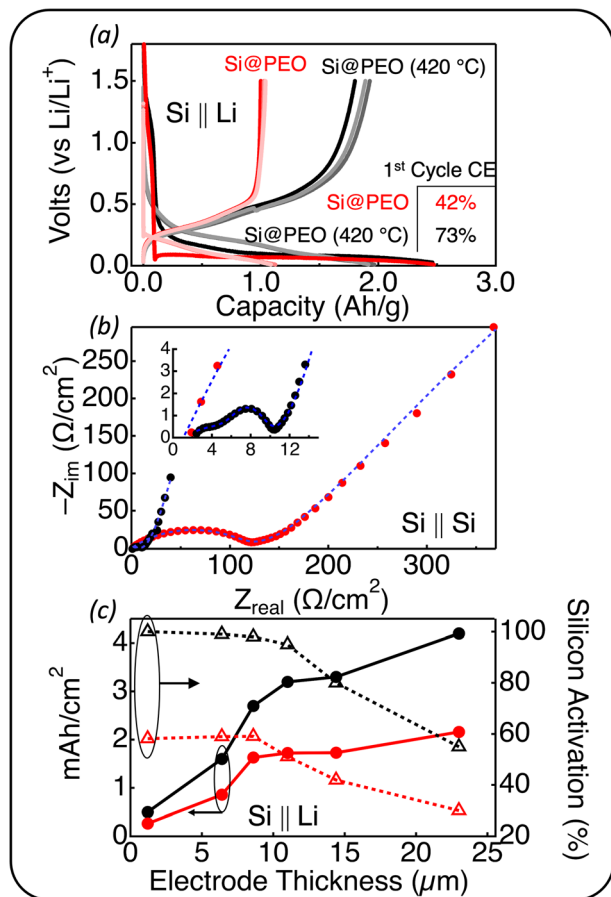 (a)
Si@PEO
Si@PEO (420 °C)
Si || Li
1st Cycle CE
Si@PEO 42%
Si@PEO (420 °C) 73%
Volts (vs Li/Li+)
1.5
1.0
0.5
0.0
0.0 1.0 2.0 3.0
Capacity (Ah/g)
(b)
–Zim (Ω/cm2)
250
200
150
100
50
0
4
3
2
1
0
0 4 8 12
Si || Si
0 100 200 300
Zreal (Ω/cm2)
(c)
mAh/cm2
4
3
2
1
0
Si || Li
100
80
60
40
20
Silicon Activation (%)
0 5 10 15 20 25
Electrode Thickness (µm)